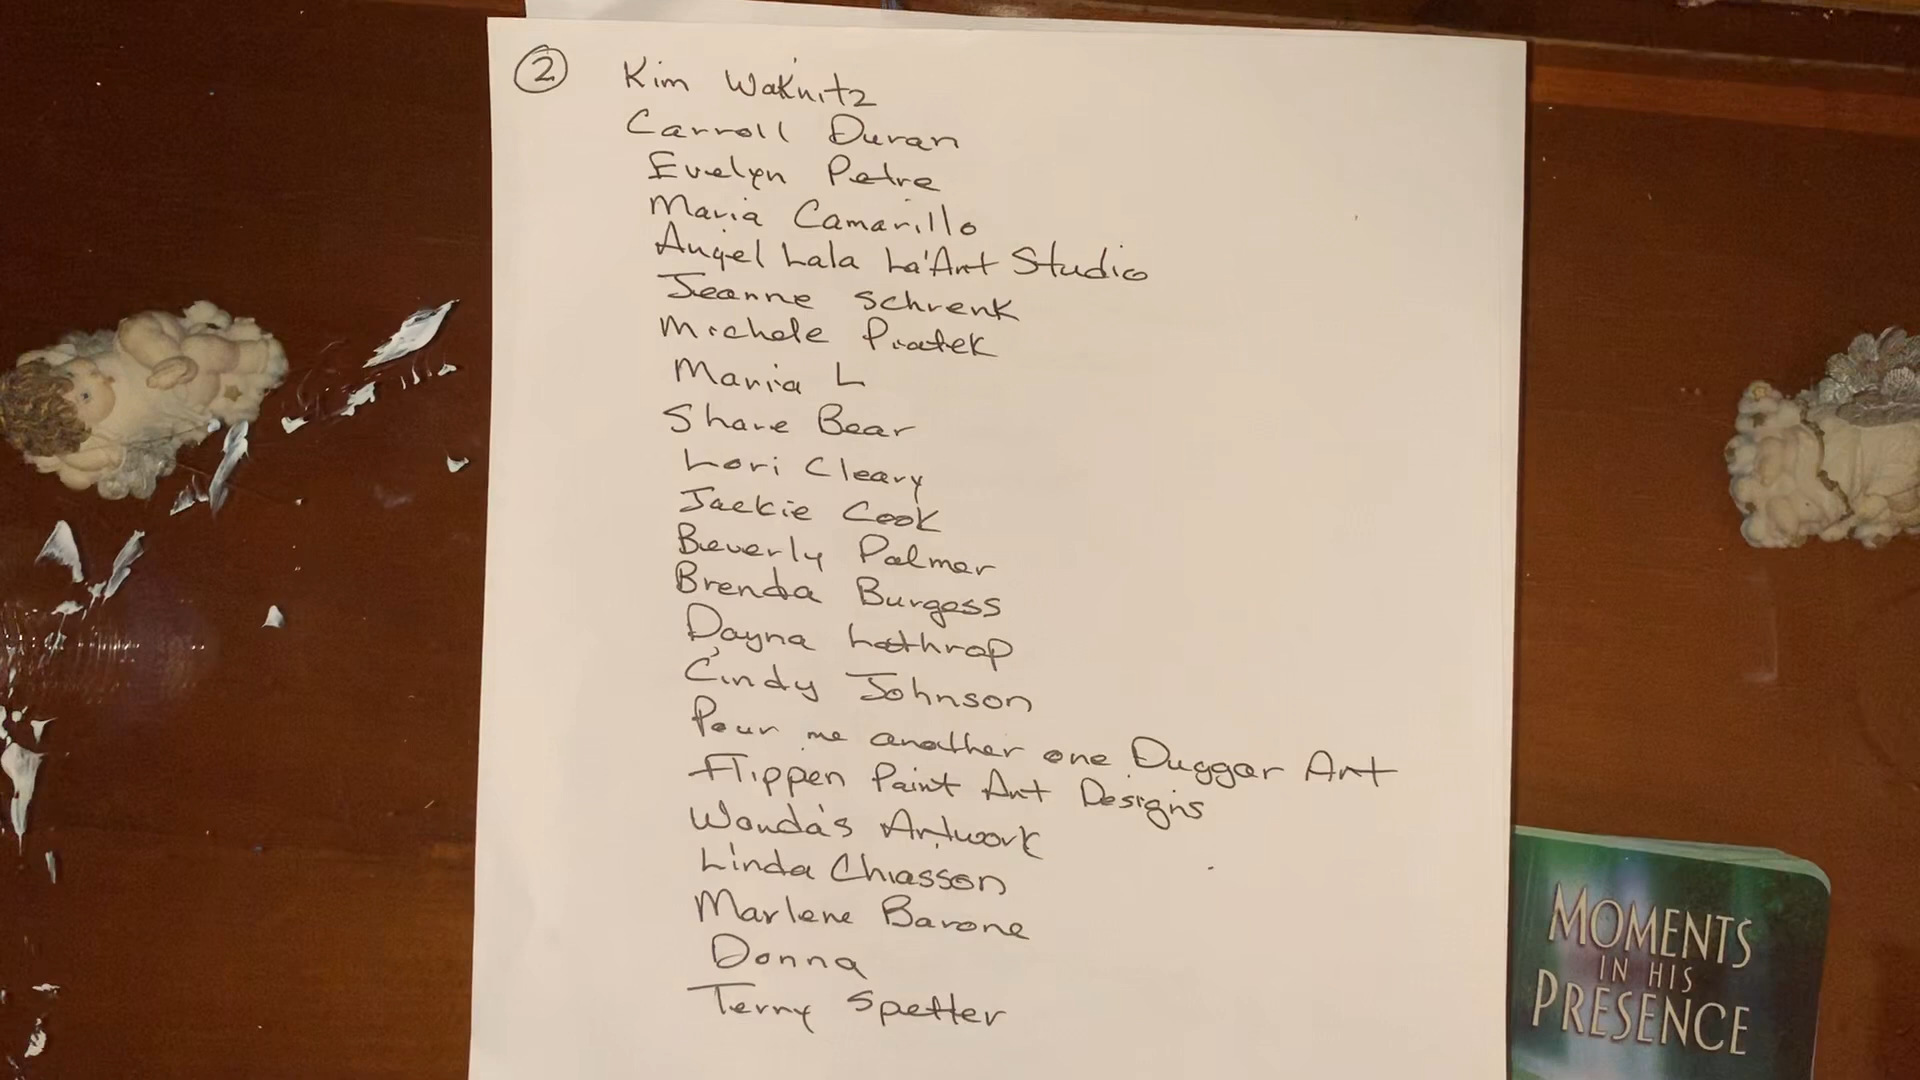 2 Kim Waknitz
Carroll Duran
Evelyn Petre
Maria Camarillo
Angel Lala La'Art Studio
Jeanne Schrenk
Michele Piatek
Maria L
Share Bear
Lori Cleary
Jackie Cook
Beverly Palmer
Brenda Burgess
Dayna Lothrop
Cindy Johnson
Pour me another one Duggar Art
Flippen Paint Art Designs
Wanda's Artwork
Linda Chiasson
Marlene Barone
Donna
Terry Spetter
MOMENTS
IN HIS
PRESENCE